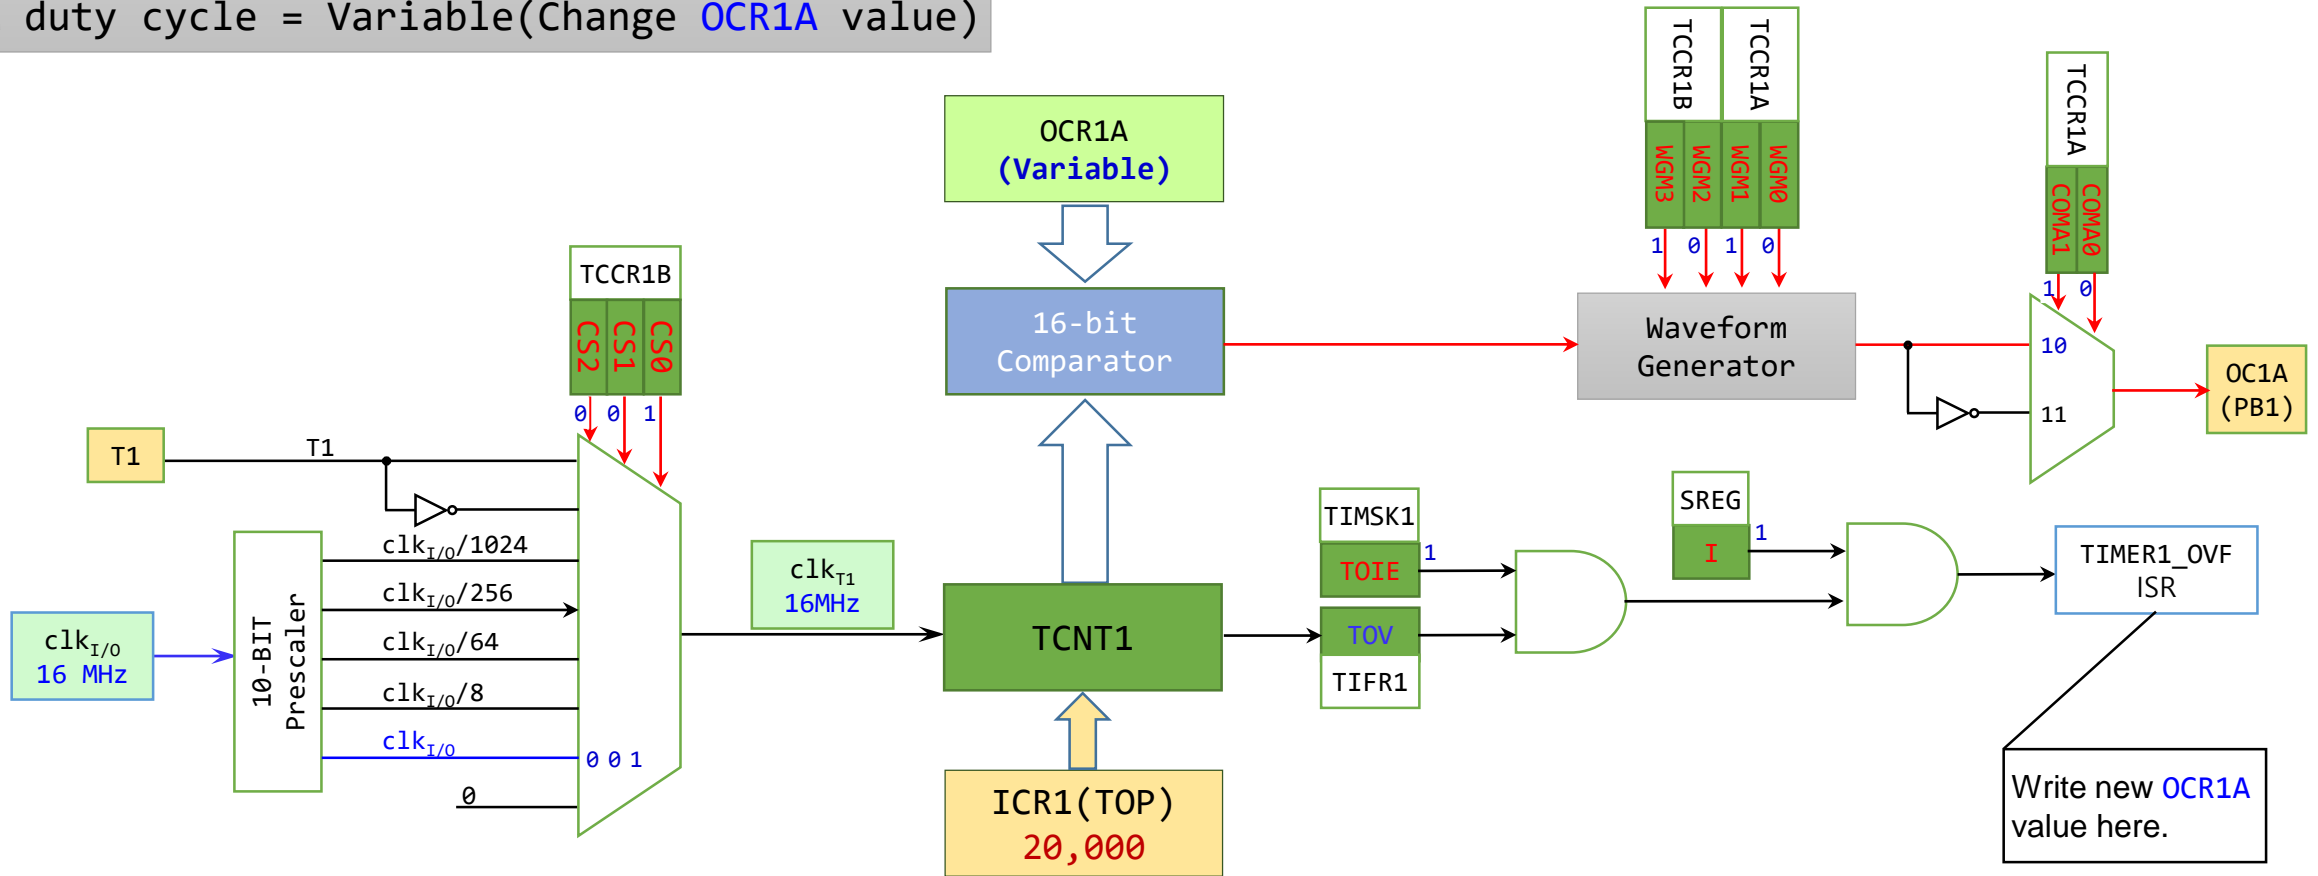 duty cycle = Variable(Change OCR1A value)
TCCR1B
TCCR1A
WGM3
WGM2
WGM1
WGM0
1 0 1 0
TCCR1A
COMA1
COMA0
1 0
OCR1A
(Variable)
TCCR1B
CS2
CS1
CS0
0 0 1
16-bit
Comparator
Waveform
Generator
10
11
OC1A
(PB1)
T1
T1
clkI/O/1024
clkI/O/256
clkI/O/64
clkI/O/8
clkI/O
0 0 1
0
clkI/O
16 MHz
10-BIT
Prescaler
clkT1
16MHz
TCNT1
ICR1(TOP)
20,000
TIMSK1
TOIE
1
TOV
TIFR1
SREG
I
1
TIMER1_OVF
ISR
Write new OCR1A
value here.